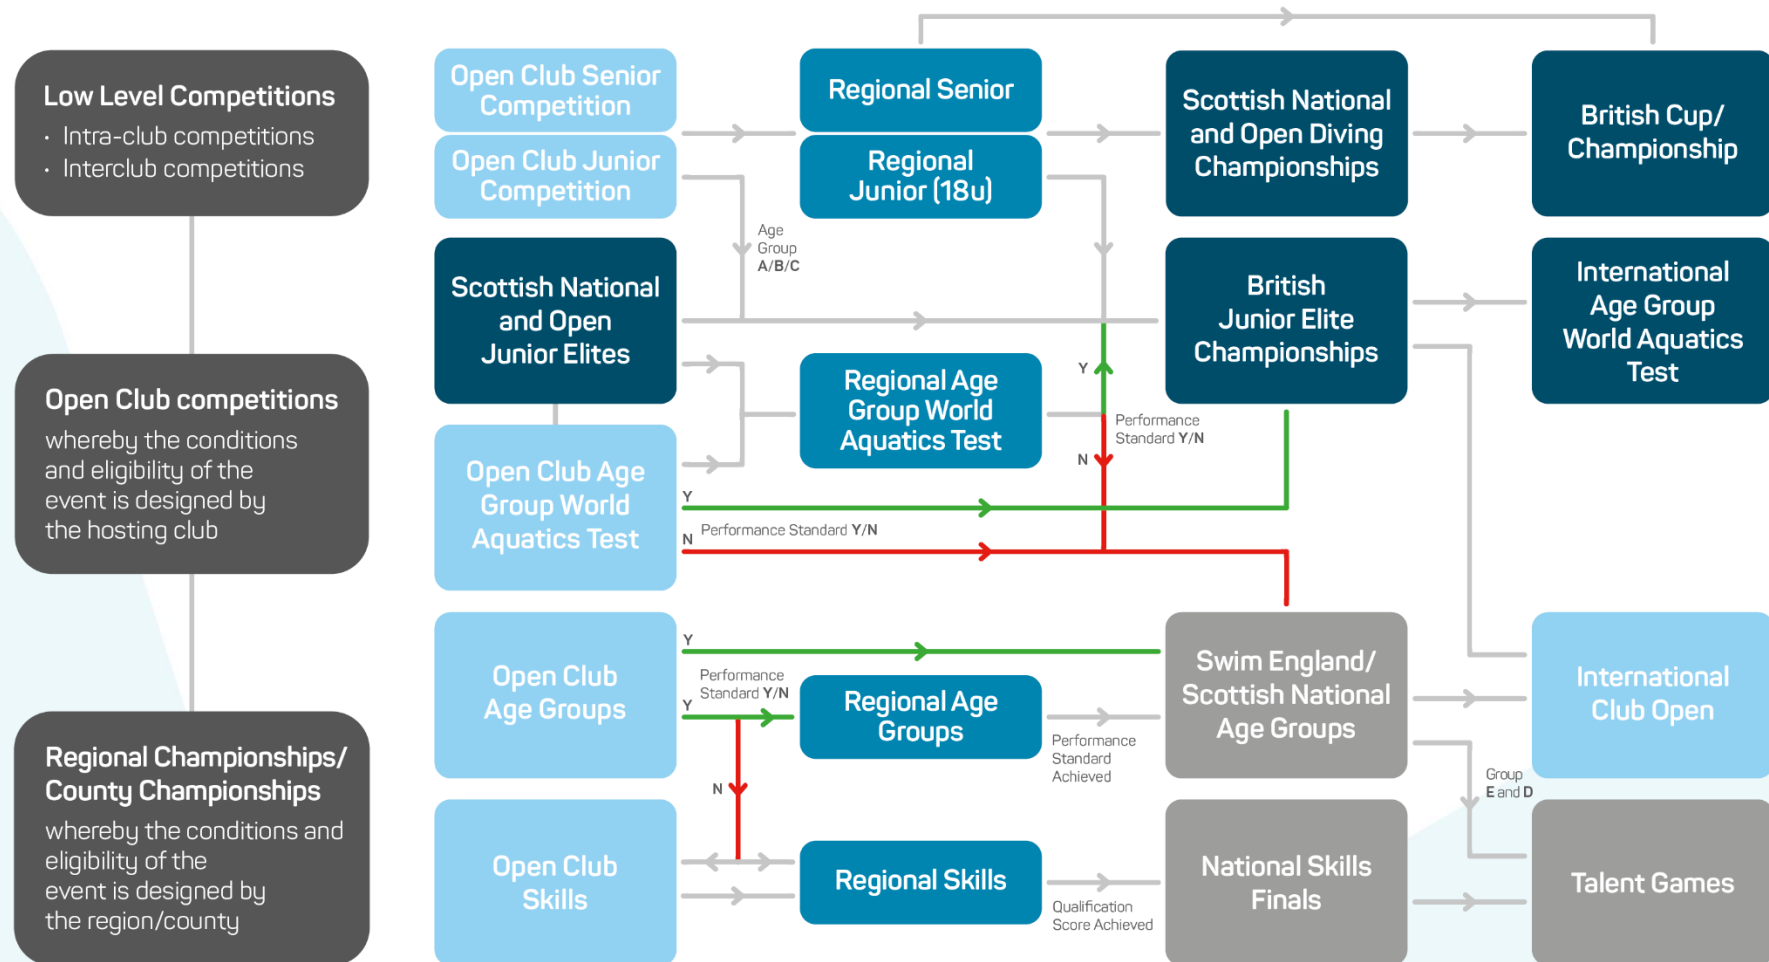 Low Level Competitions
· Intra-club competitions
· Interclub competitions
Open Club competitions
whereby the conditions
and eligibility of the
event is designed by
the hosting club
Regional Championships/
County Championships
whereby the conditions and
eligibility of the
event is designed by
the region/county
Open Club Senior
Competition
Open Club Junior
Competition
Regional Senior
Regional
Junior (18u)
Scottish National
and Open Diving
Championships
British Cup/
Championship
Age
Group
A/B/C
Scottish National
and Open
Junior Elites
British
Junior Elite
Championships
International
Age Group
World Aquatics
Test
Regional Age
Group World
Aquatics Test
Y
Performance
Standard Y/N
N
Open Club Age
Group World
Aquatics Test
Y
Performance Standard Y/N
N
Open Club
Age Groups
Y
Performance
Standard Y/N
Y
N
Regional Age
Groups
Performance
Standard
Achieved
Swim England/
Scottish National
Age Groups
International
Club Open
Group
E and D
Open Club
Skills
Regional Skills
Qualification
Score Achieved
National Skills
Finals
Talent Games